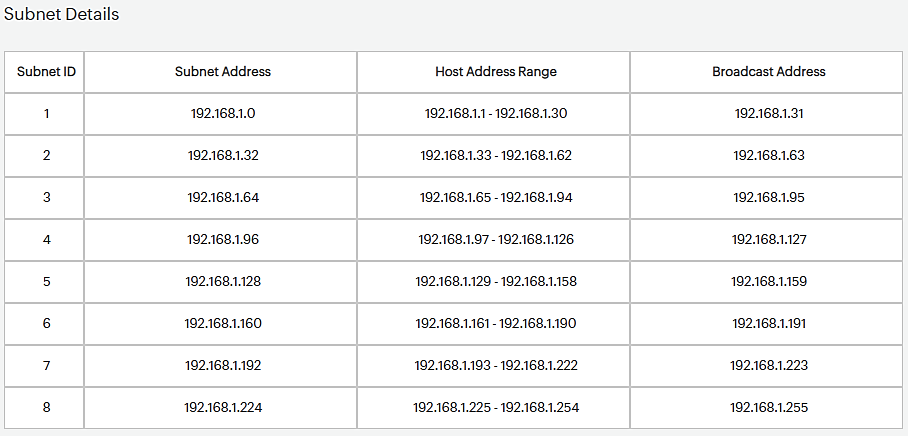 Subnet Details
Subnet ID Subnet Address Host Address Range Broadcast Address
1 192.168.1.0 192.168.1.1 - 192.168.1.30 192.168.1.31
2 192.168.1.32 192.168.1.33 - 192.168.1.62 192.168.1.63
3 192.168.1.64 192.168.1.65 - 192.168.1.94 192.168.1.95
4 192.168.1.96 192.168.1.97 - 192.168.1.126 192.168.1.127
5 192.168.1.128 192.168.1.129 - 192.168.1.158 192.168.1.159
6 192.168.1.160 192.168.1.161 - 192.168.1.190 192.168.1.191
7 192.168.1.192 192.168.1.193 - 192.168.1.222 192.168.1.223
8 192.168.1.224 192.168.1.225 - 192.168.1.254 192.168.1.255